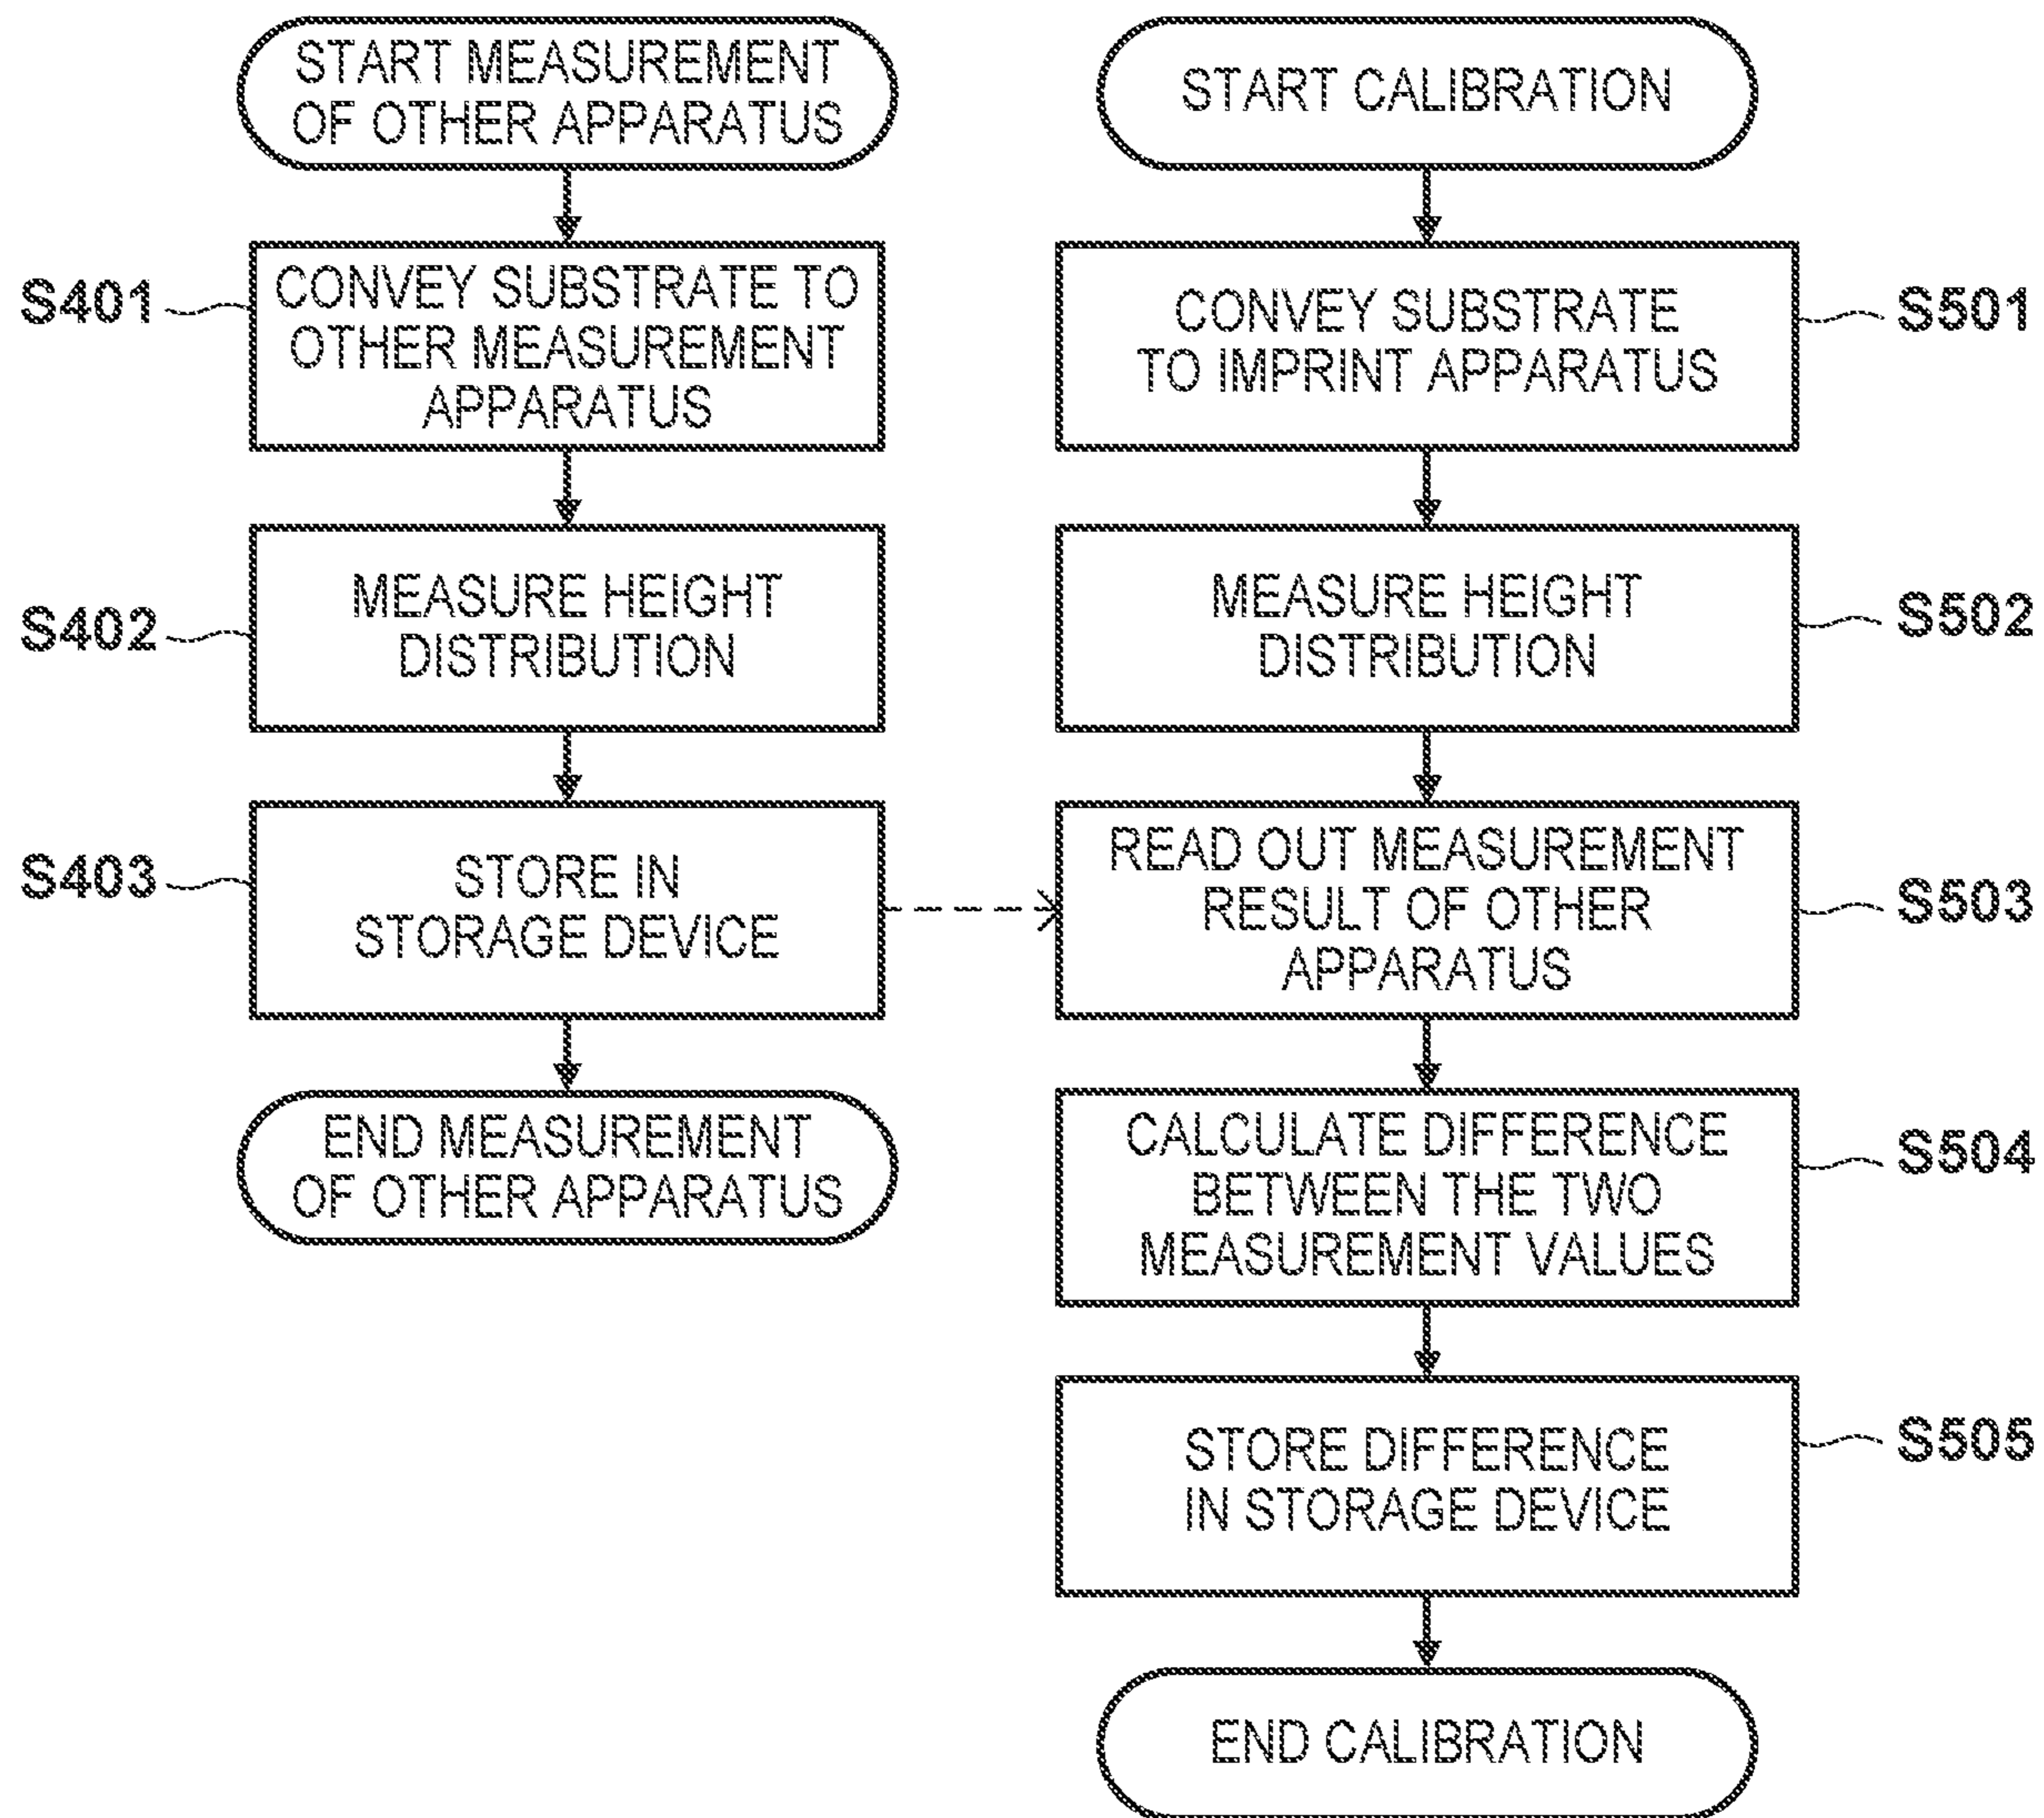 START MEASUREMENT
OF OTHER APPARATUS
S401
CONVEY SUBSTRATE TO
OTHER MEASUREMENT
APPARATUS
S402
MEASURE HEIGHT
DISTRIBUTION
S403
STORE IN
STORAGE DEVICE
END MEASUREMENT
OF OTHER APPARATUS
START CALIBRATION
CONVEY SUBSTRATE
TO IMPRINT APPARATUS
S501
MEASURE HEIGHT
DISTRIBUTION
S502
READ OUT MEASUREMENT
RESULT OF OTHER
APPARATUS
S503
CALCULATE DIFFERENCE
BETWEEN THE TWO
MEASUREMENT VALUES
S504
STORE DIFFERENCE
IN STORAGE DEVICE
S505
END CALIBRATION